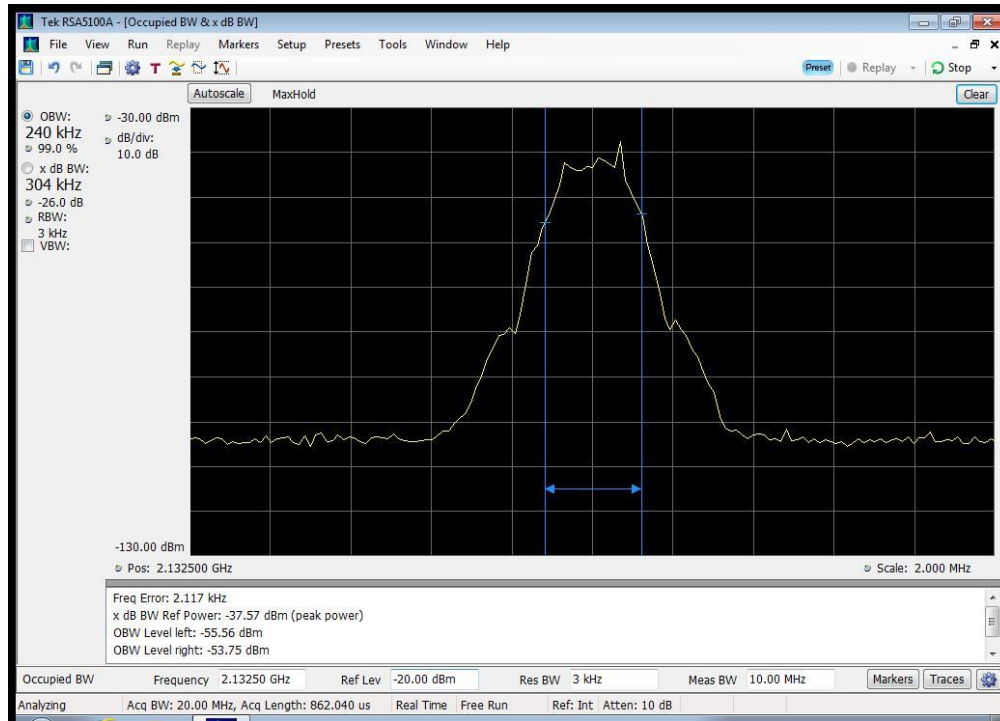 Tek RSA5100A - [Occupied BW & x dB BW]
File View Run Replay Markers Setup Presets Tools Window Help
T
Preset Replay Stop
Autoscale MaxHold Clear
OBW:
240 kHz
99.0 %
x dB BW:
304 kHz
-26.0 dB
RBW:
3 kHz
VBW:
-30.00 dBm
dB/div:
10.0 dB
-130.00 dBm
Pos: 2.132500 GHz Scale: 2.000 MHz
Freq Error: 2.117 kHz
x dB BW Ref Power: -37.57 dBm (peak power)
OBW Level left: -55.56 dBm
OBW Level right: -53.75 dBm
Occupied BW Frequency 2.13250 GHz Ref Lev -20.00 dBm Res BW 3 kHz Meas BW 10.00 MHz Markers Traces
Analyzing Acq BW: 20.00 MHz, Acq Length: 862.040 us Real Time Free Run Ref: Int Atten: 10 dB